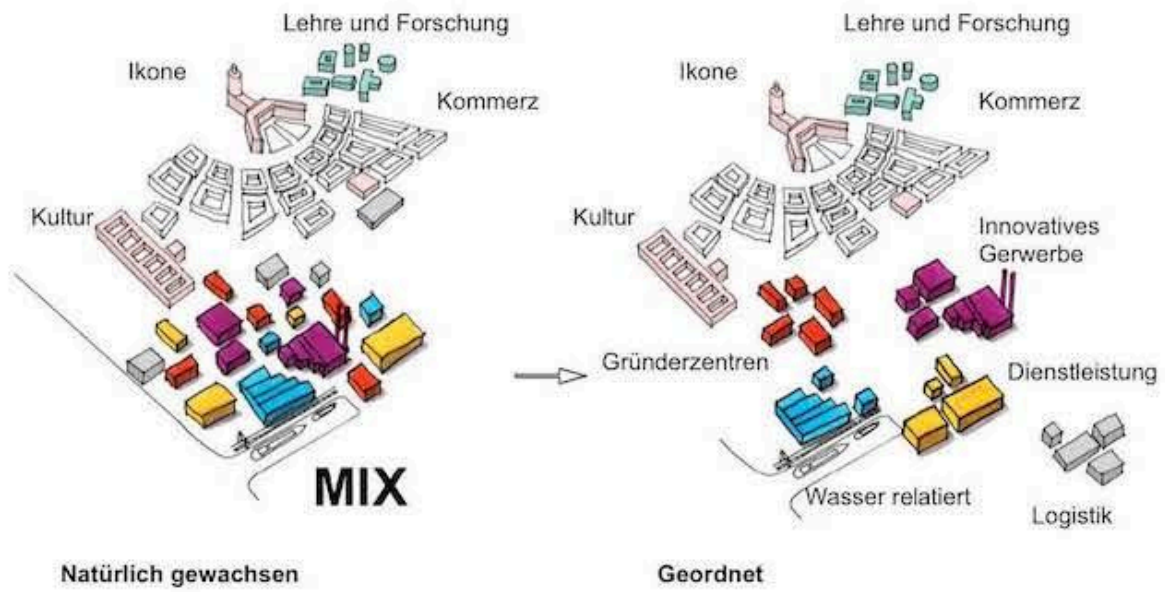 Lehre und Forschung
Ikone
Kommerz
Kultur
MIX
Natürlich gewachsen
Lehre und Forschung
Ikone
Kommerz
Kultur
Innovatives
Gerwerbe
Gründerzentren
Dienstleistung
Wasser relatiert
Logistik
Geordnet